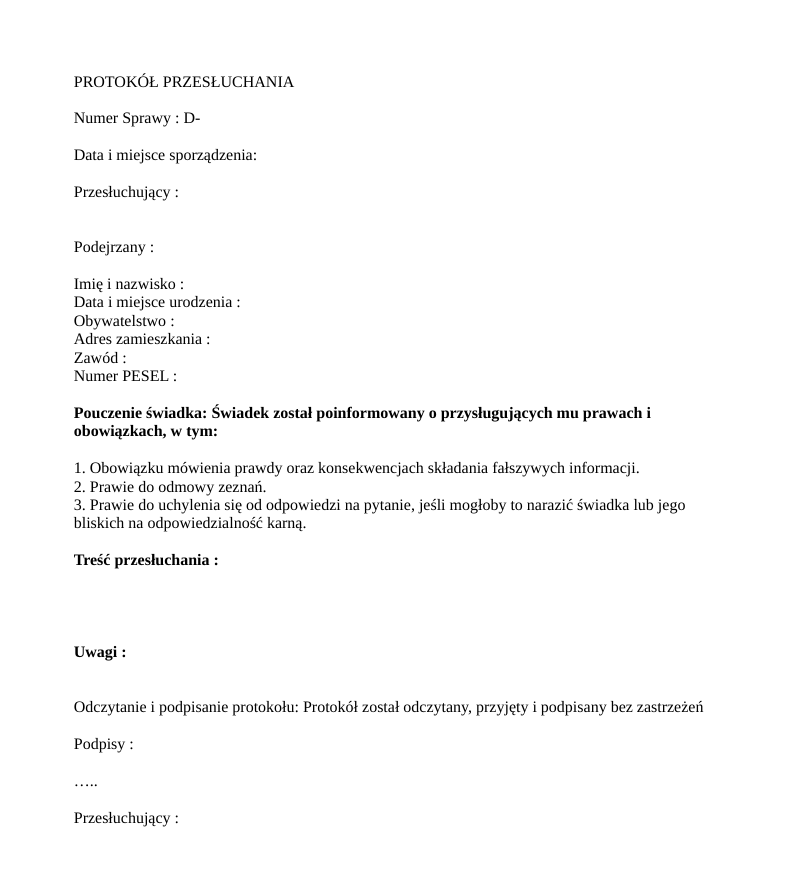 PROTOKÓŁ PRZESŁUCHANIA
Numer Sprawy : D-
Data i miejsce sporządzenia:
Przesłuchujący :
Podejrzany :
Imię i nazwisko :
Data i miejsce urodzenia :
Obywatelstwo :
Adres zamieszkania :
Zawód :
Numer PESEL :
Pouczenie świadka: Świadek został poinformowany o przysługujących mu prawach i
obowiązkach, w tym:
1. Obowiązku mówienia prawdy oraz konsekwencjach składania fałszywych informacji.
2. Prawie do odmowy zeznań.
3. Prawie do uchylenia się od odpowiedzi na pytanie, jeśli mogłoby to narazić świadka lub jego
bliskich na odpowiedzialność karną.
Treść przesłuchania :
Uwagi :
Odczytanie i podpisanie protokołu: Protokół został odczytany, przyjęty i podpisany bez zastrzeżeń
Podpisy :
…..
Przesłuchujący :